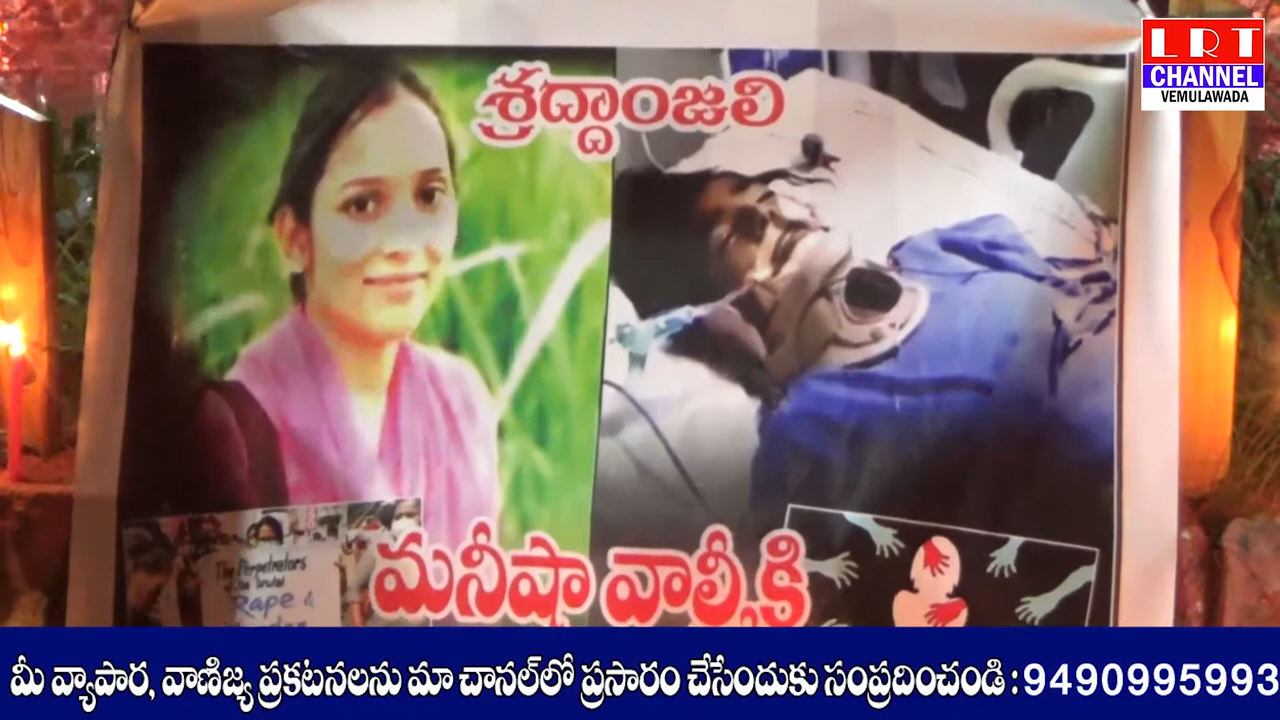 LRT
CHANNEL
VEMULAWADA
శ్రద్ధాంజలి
The Perpetrators
Rape &
మనీషా వాల్మీకి
మీ వ్యాపార, వాణిజ్య ప్రకటనలను మా చానల్‌లో ప్రసారం చేసేందుకు సంప్రదించండి : 9490995993